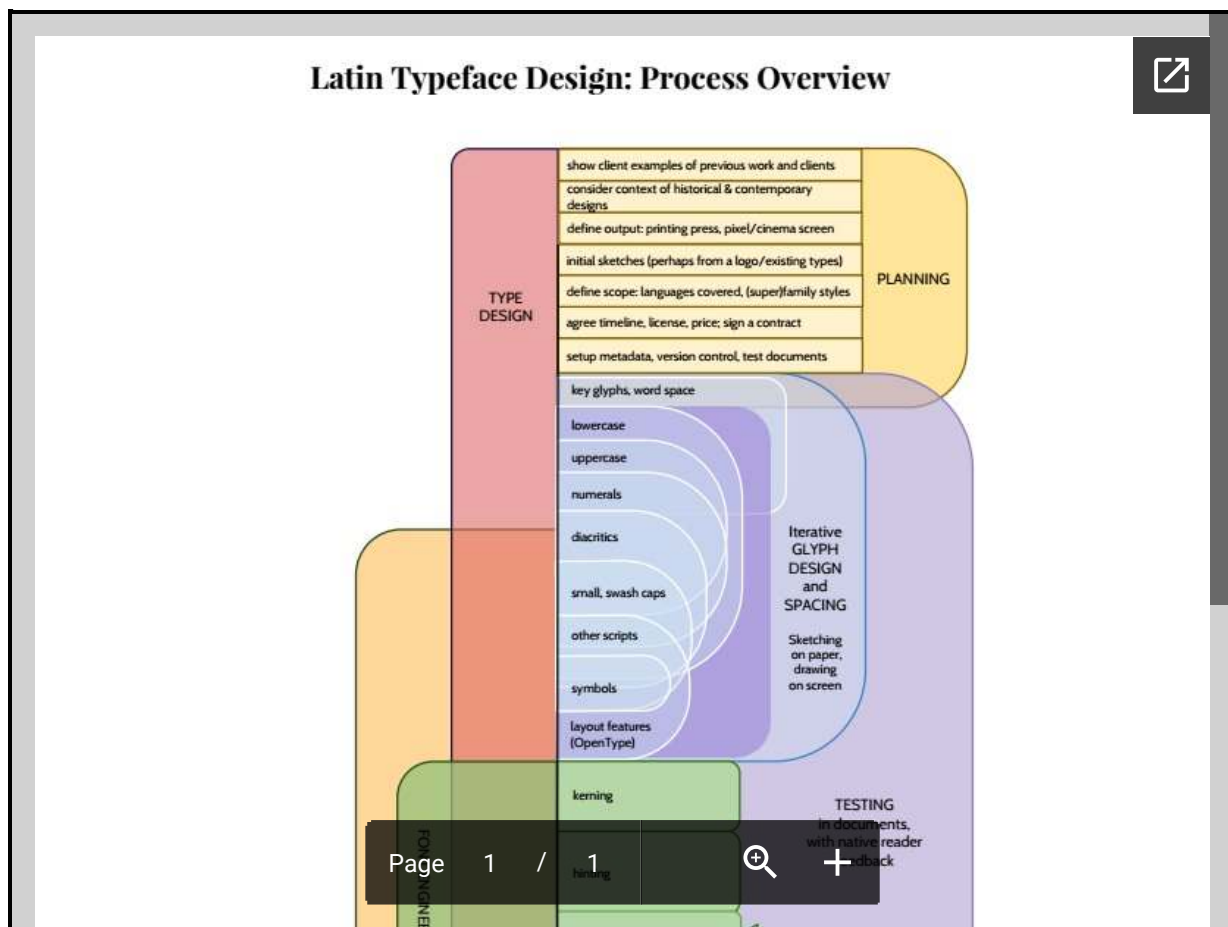 Latin Typeface Design: Process Overview
show client examples of previous work and clients
consider context of historical & contemporary
designs
define output: printing press, pixel/cinema screen
initial sketches (perhaps from a logo/existing types)
define scope: languages covered, (super)family styles
agree timeline, license, price; sign a contract
setup metadata, version control, test documents
TYPE
DESIGN
PLANNING
key glyphs, word space
lowercase
uppercase
numerals
diacritics
small, swash caps
other scripts
symbols
layout features
(OpenType)
Iterative
GLYPH
DESIGN
and
SPACING
Sketching
on paper,
drawing
on screen
kerning
hinting
TESTING
in documents,
with native reader
Page 1 / 1